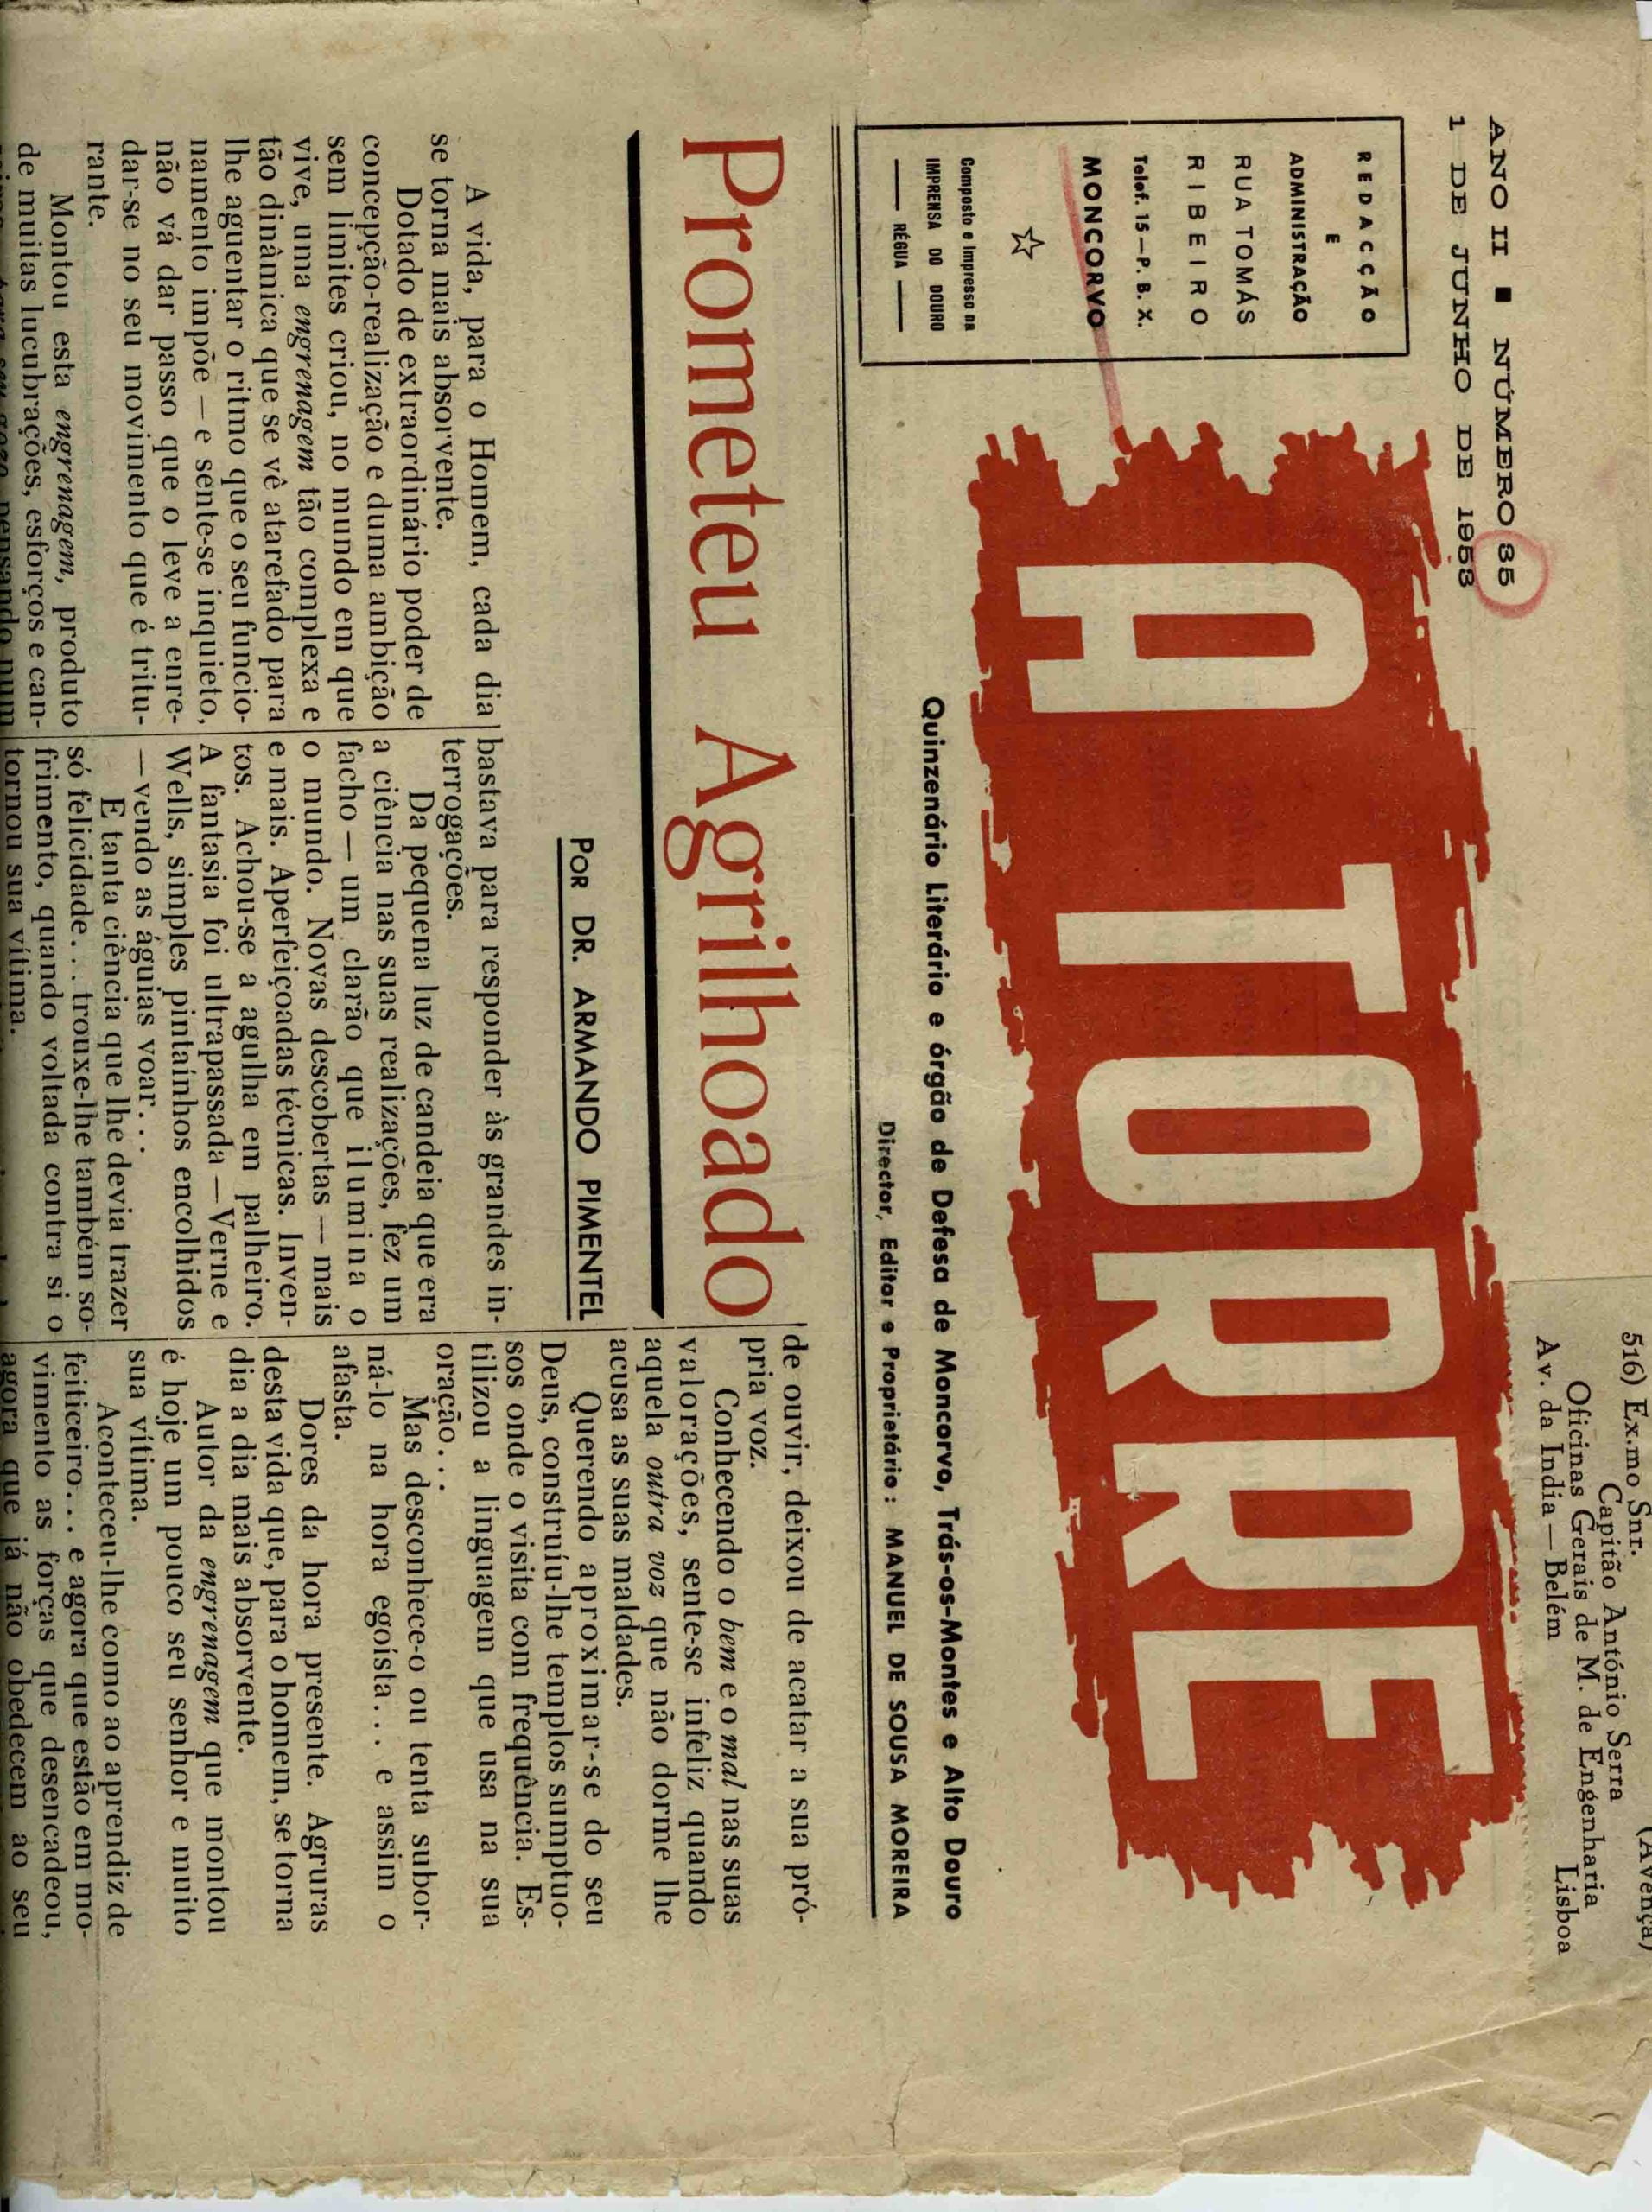 (Avença)
516) Ex.mo Snr.
Capitão António Serra
Oficinas Gerais de M. de Engenharia
Av. da India — Belém Lisboa
ANO II ■ NÚMERO 35
1 DE JUNHO DE 1953
REDACÇÃO
E
ADMINISTRAÇÃO
RUA TOMÁS
RIBEIRO
Telef. 15 — P. B. X.
MONCORVO
Composto e Impresso na
IMPRENSA DO DOURO
— RÉGUA —
A TORRE
Quinzenário Literário e órgão de Defesa de Moncorvo, Trás-os-Montes e Alto Douro
Director, Editor e Proprietário: MANUEL DE SOUSA MOREIRA
Prometeu Agrilhoado
POR DR. ARMANDO PIMENTEL
A vida, para o Homem, cada dia
se torna mais absorvente.
Dotado de extraordinário poder de
concepção-realização e duma ambição
sem limites criou, no mundo em que
vive, uma engrenagem tão complexa e
tão dinâmica que se vê atarefado para
lhe aguentar o ritmo que o seu funcio-
namento impõe — e sente-se inquieto,
não vá dar passo que o leve a enre-
dar-se no seu movimento que é tritu-
rante.
Montou esta engrenagem, produto
de muitas lucubrações, esforços e can-
pensando num
bastava para responder às grandes in-
terrogações.
Da pequena luz de candeia que era
a ciência nas suas realizações, fez um
facho — um clarão que ilumina o
o mundo. Novas descobertas — mais
e mais. Aperfeiçoadas técnicas. Inven-
tos. Achou-se a agulha em palheiro.
A fantasia foi ultrapassada — Verne e
Wells, simples pintaínhos encolhidos
— vendo as águias voar...
E tanta ciência que lhe devia trazer
só felicidade... trouxe-lhe também so-
frimento, quando voltada contra si o
tornou sua vítima.
de ouvir, deixou de acatar a sua pró-
pria voz.
Conhecendo o bem e o mal nas suas
valorações, sente-se infeliz quando
aquela outra voz que não dorme lhe
acusa as suas maldades.
Querendo aproximar-se do seu
Deus, construíu-lhe templos sumptuo-
sos onde o visita com frequência. Es-
tilizou a linguagem que usa na sua
oração...
Mas desconhece-o ou tenta subor-
ná-lo na hora egoísta... e assim o
afasta.
Dores da hora presente. Agruras
desta vida que, para o homem, se torna
dia a dia mais absorvente.
Autor da engrenagem que montou
é hoje um pouco seu senhor e muito
sua vítima.
Aconteceu-lhe como ao aprendiz de
feiticeiro... e agora que estão em mo-
vimento as forças que desencadeou,
agora que já não obedecem ao seu